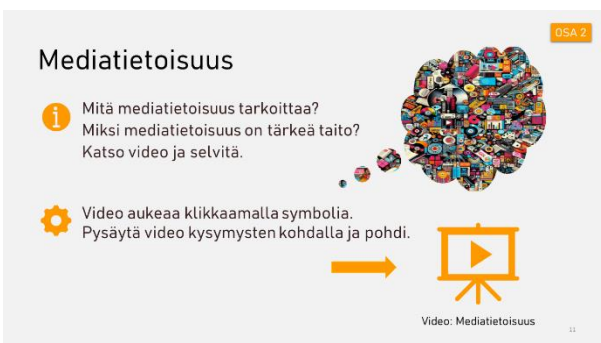 OSA 2
Mediatietoisuus
Mitä mediatietoisuus tarkoittaa?
Miksi mediatietoisuus on tärkeä taito?
Katso video ja selvitä.
Video aukeaa klikkaamalla symbolia.
Pysäytä video kysymysten kohdalla ja pohdi.
Video: Mediatietoisuus
11